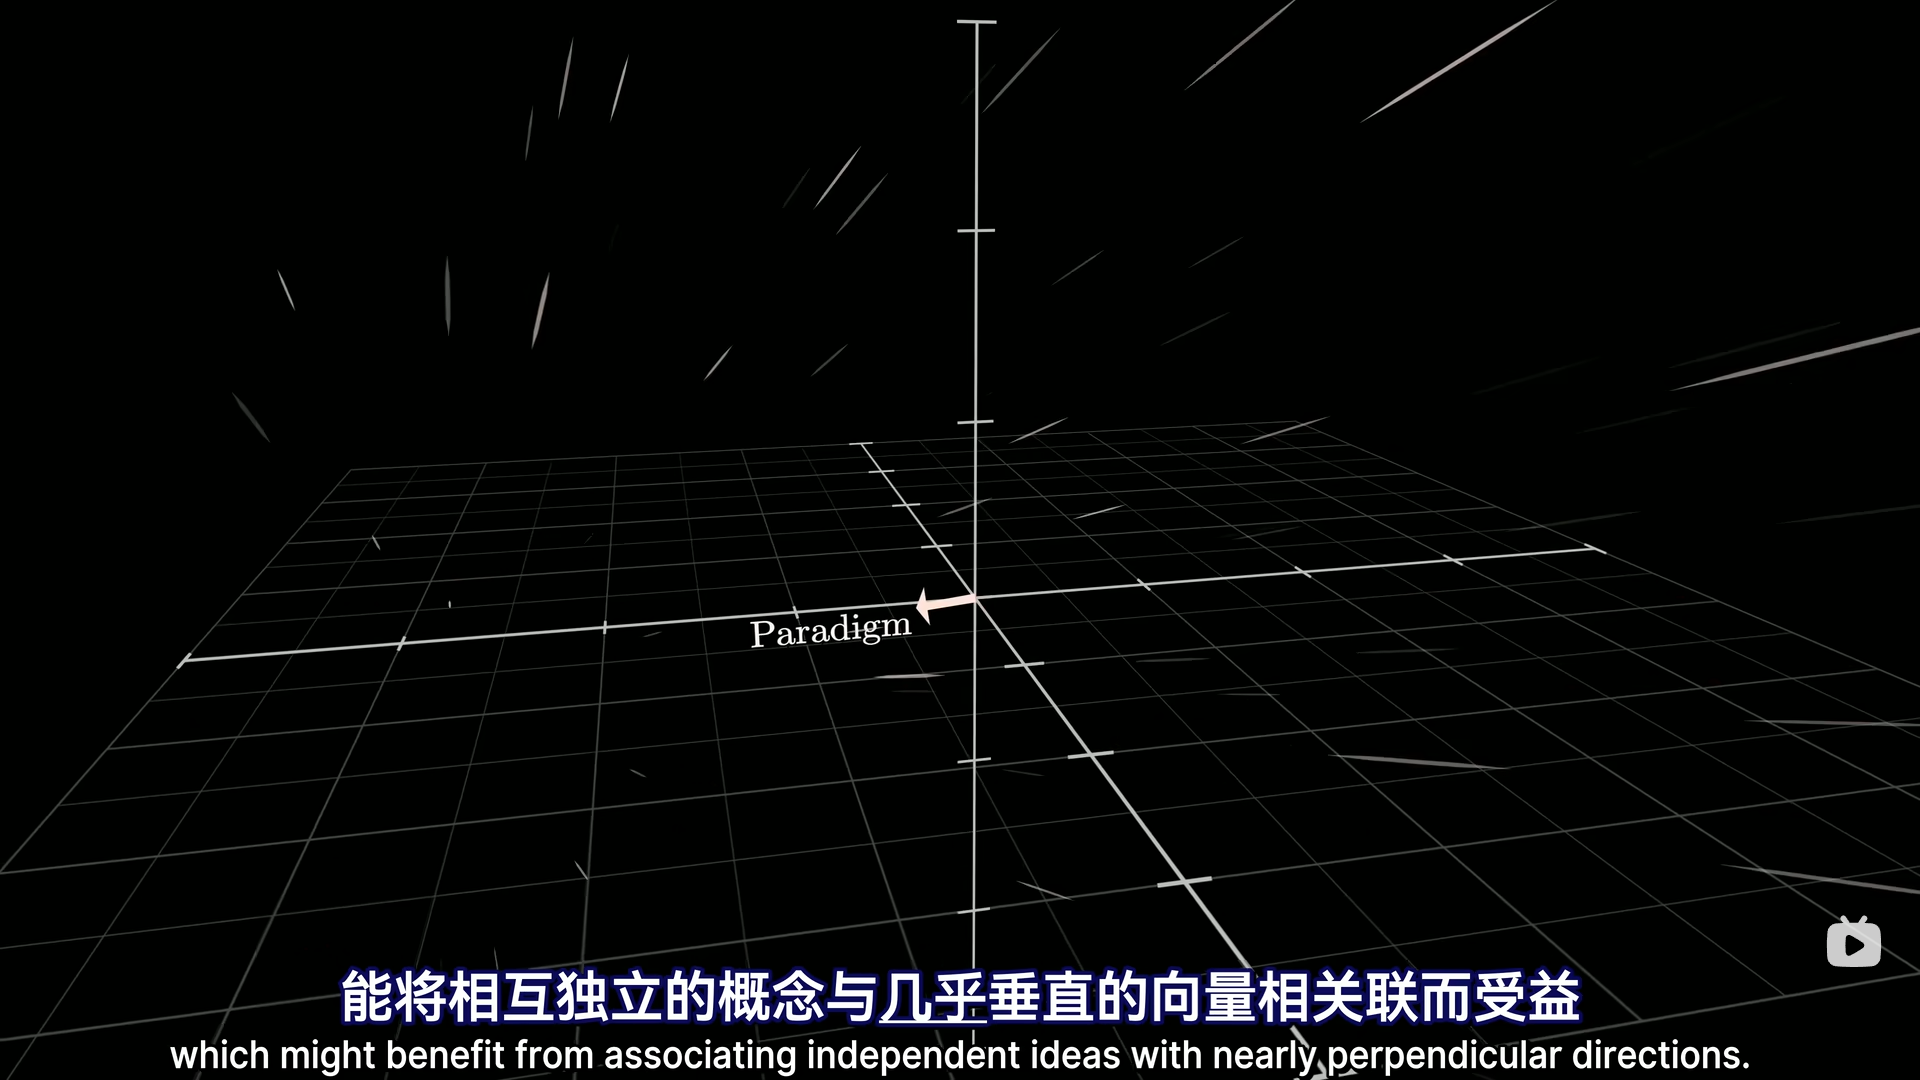 Paradigm
能将相互独立的概念与几乎垂直的向量相关联而受益
which might benefit from associating independent ideas with nearly perpendicular directions.